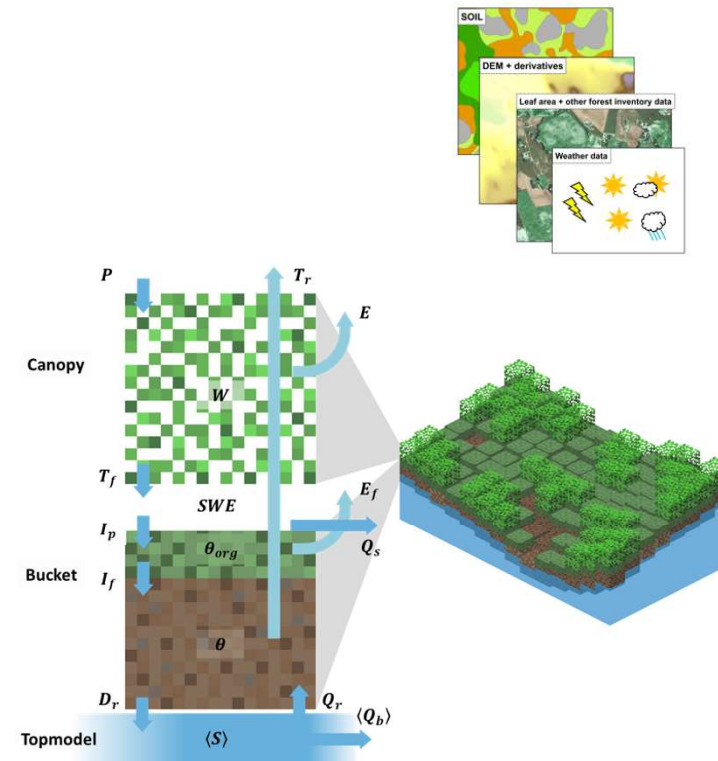 SOIL
DEM + derivatives
Leaf area + other forest inventory data
Weather data
P
T_r
E
Canopy
W
T_f
SWE
E_f
I_p
θ_org
Q_s
Bucket
I_f
θ
D_r
Q_r
⟨Q_b⟩
Topmodel
⟨S⟩